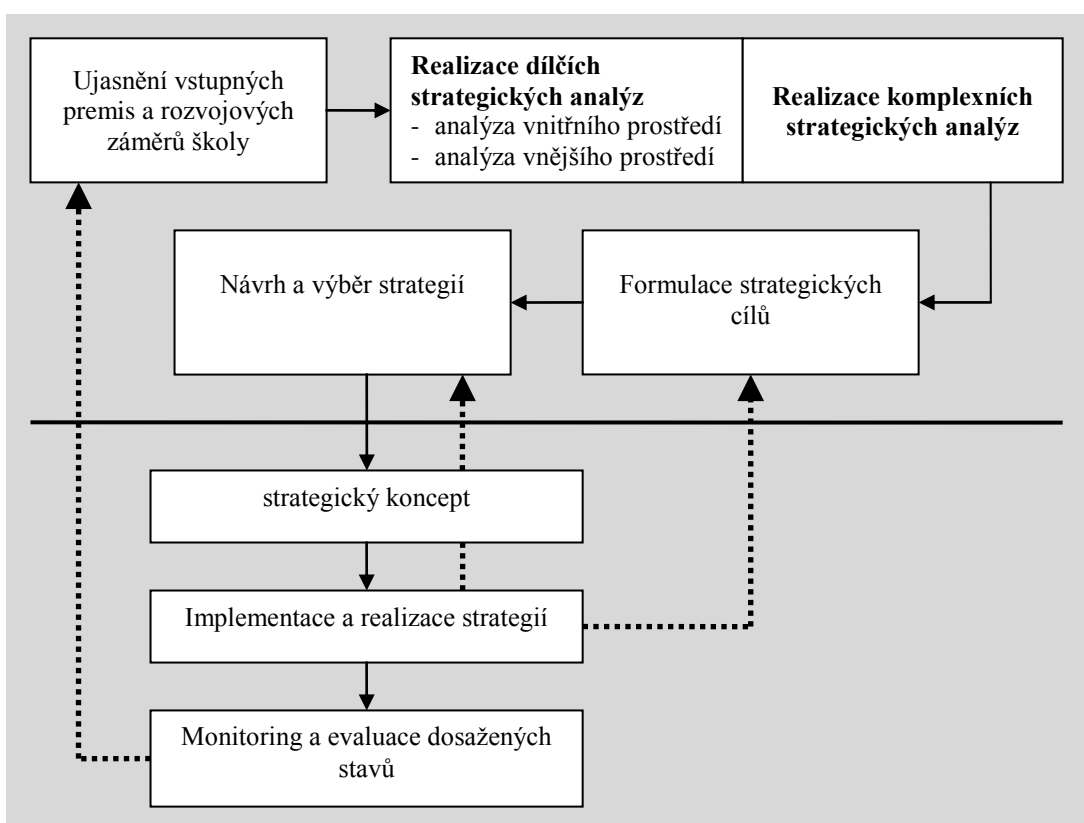 Ujasnění vstupných
premis a rozvojových
záměrů školy
Realizace dílčích
strategických analýz
- analýza vnitřního prostředí
- analýza vnějšího prostředí
Realizace komplexních
strategických analýz
Návrh a výběr strategií
Formulace strategických
cílů
strategický koncept
Implementace a realizace strategií
Monitoring a evaluace dosažených
stavů